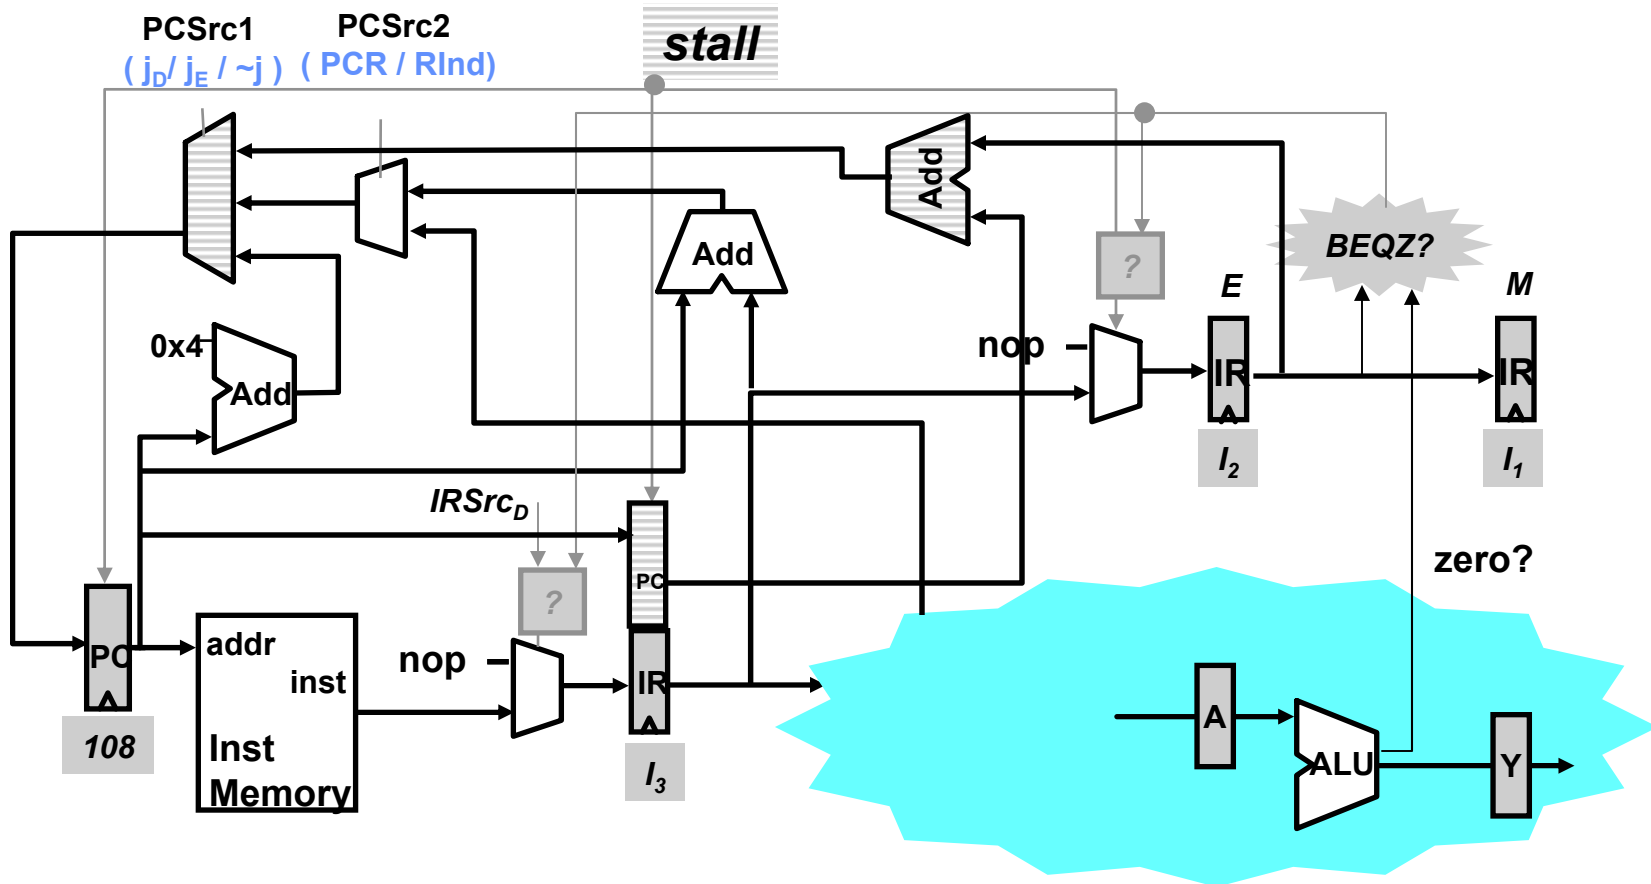 PCSrc1
( jD/ jE / ~j )
PCSrc2
( PCR / RInd)
stall
Add
Add
BEQZ?
?
E
M
0x4
Add
nop
IR
IR
I2
I1
IRSrcD
PC
zero?
?
PC
addr
inst
Inst
Memory
nop
IR
108
I3
A
ALU
Y